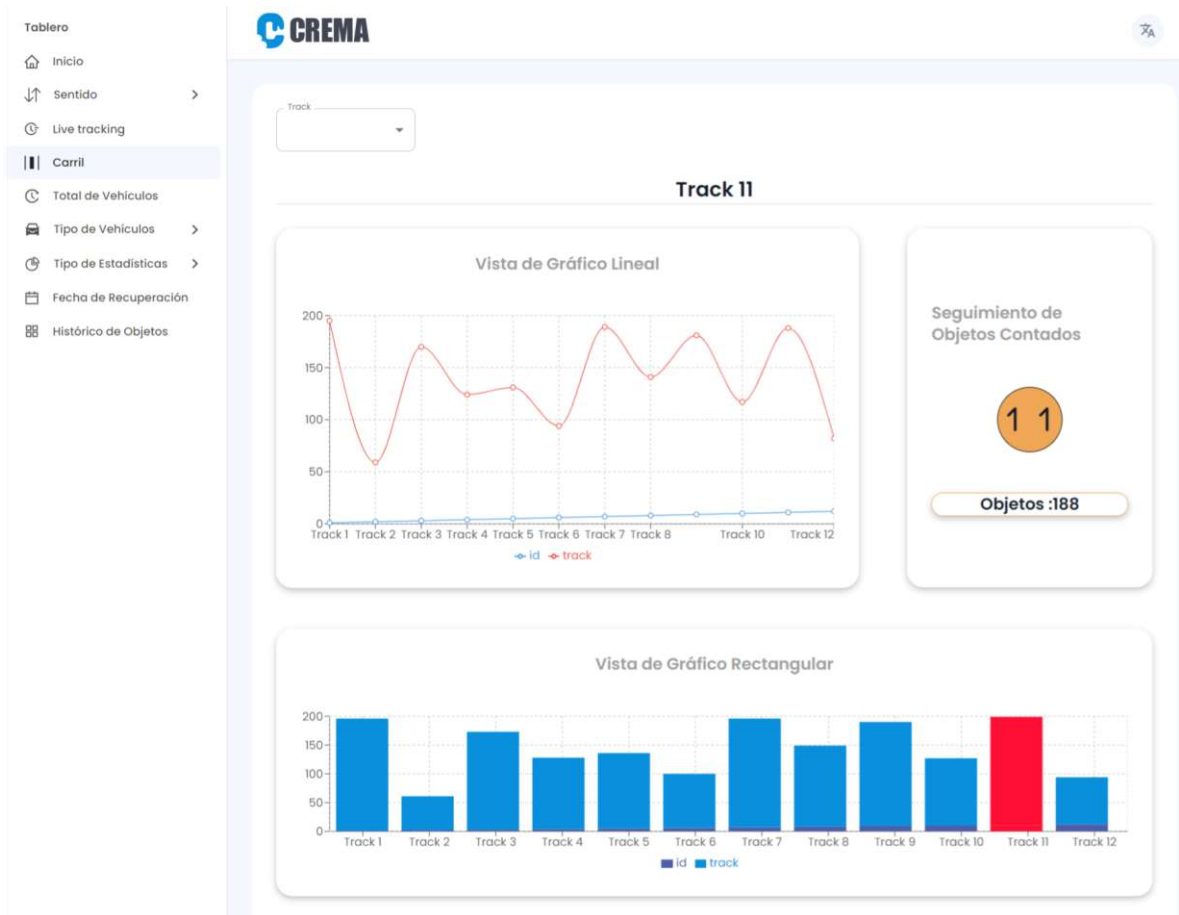 Tablero
Inicio
Sentido
Live tracking
Carril
Total de Vehículos
Tipo de Vehículos
Tipo de Estadísticas
Fecha de Recuperación
Histórico de Objetos
CREMA
Track
Track 11
Vista de Gráfico Lineal
200
150
100
50
0
Track 1 Track 2 Track 3 Track 4 Track 5 Track 6 Track 7 Track 8 Track 10 Track 12
id track
Seguimiento de
Objetos Contados
1 1
Objetos :188
Vista de Gráfico Rectangular
200
150
100
50
0
Track 1 Track 2 Track 3 Track 4 Track 5 Track 6 Track 7 Track 8 Track 9 Track 10 Track 11 Track 12
id track